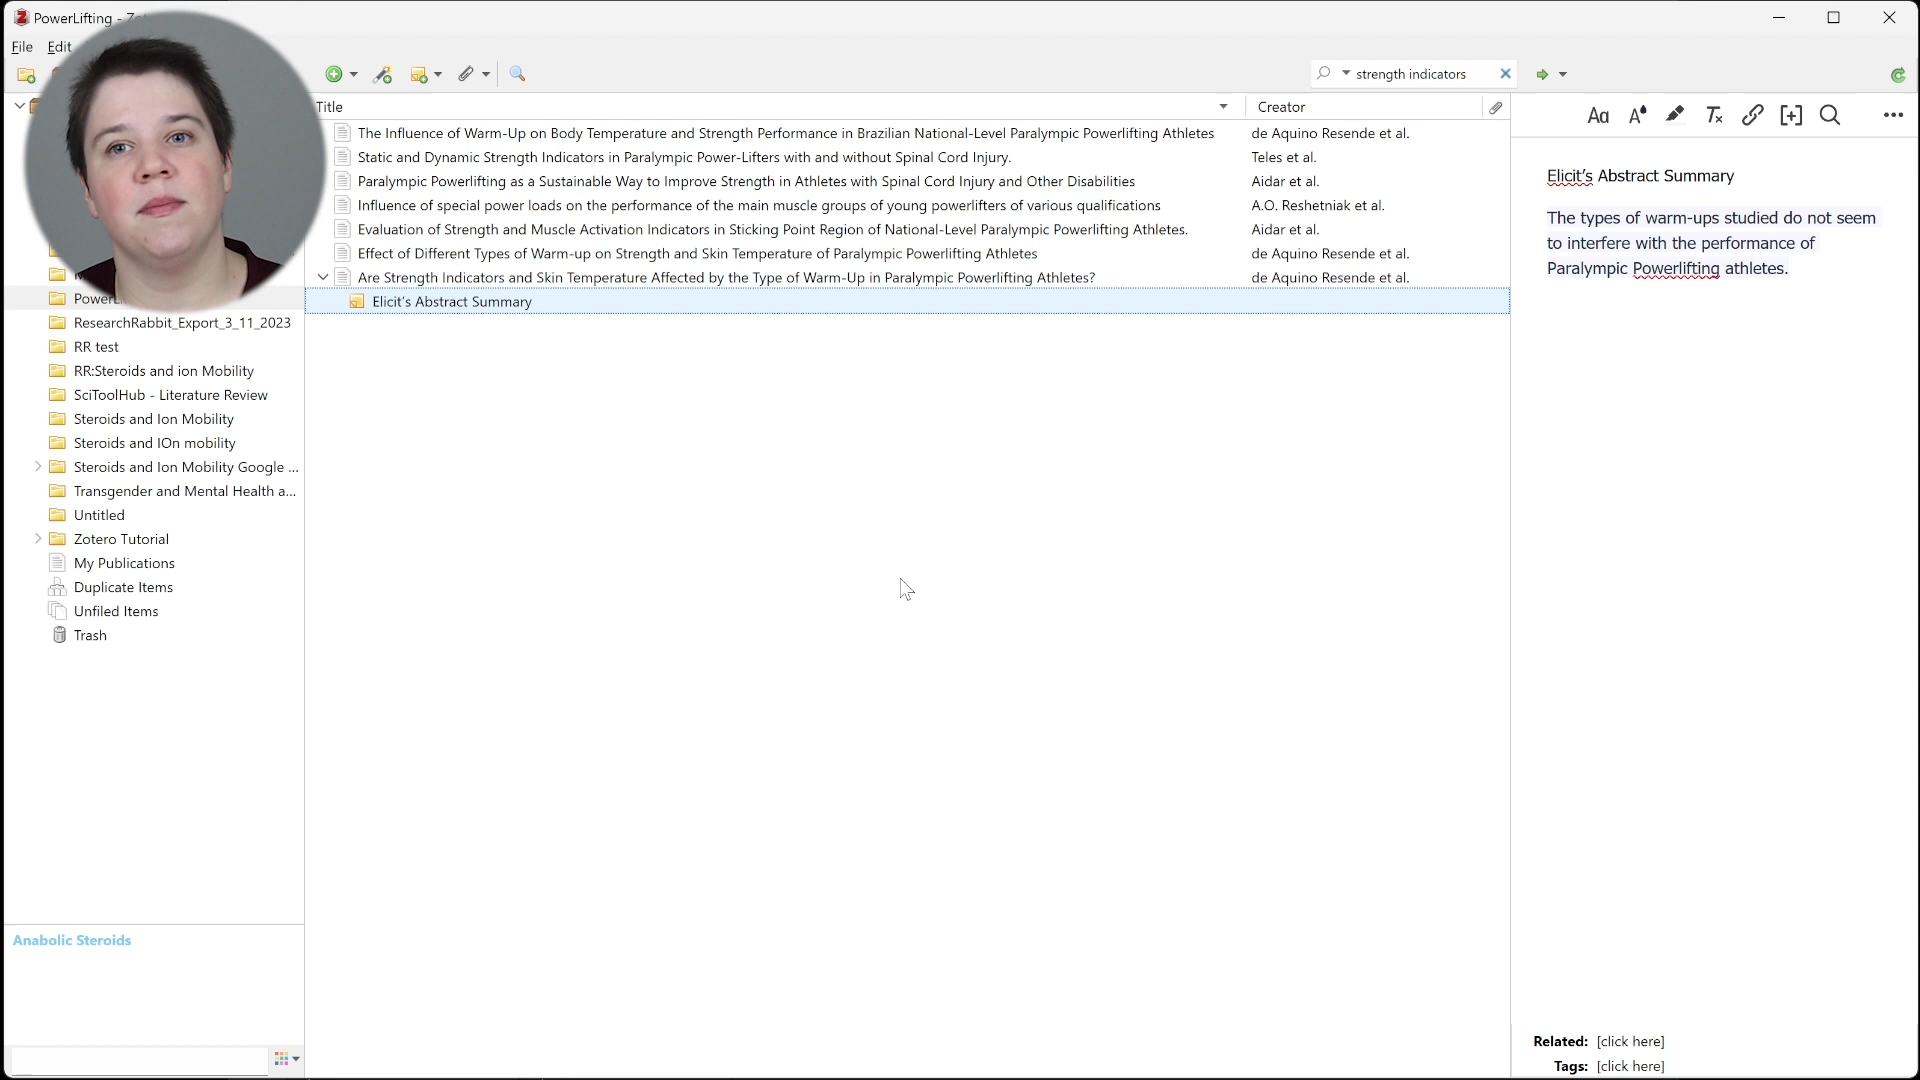 PowerLifting - Zot
File Edit
strength indicators
Title Creator
The Influence of Warm-Up on Body Temperature and Strength Performance in Brazilian National-Level Paralympic Powerlifting Athletes de Aquino Resende et al.
Static and Dynamic Strength Indicators in Paralympic Power-Lifters with and without Spinal Cord Injury. Teles et al.
Paralympic Powerlifting as a Sustainable Way to Improve Strength in Athletes with Spinal Cord Injury and Other Disabilities Aidar et al.
Influence of special power loads on the performance of the main muscle groups of young powerlifters of various qualifications A.O. Reshetniak et al.
Evaluation of Strength and Muscle Activation Indicators in Sticking Point Region of National-Level Paralympic Powerlifting Athletes. Aidar et al.
Effect of Different Types of Warm-up on Strength and Skin Temperature of Paralympic Powerlifting Athletes de Aquino Resende et al.
Are Strength Indicators and Skin Temperature Affected by the Type of Warm-Up in Paralympic Powerlifting Athletes? de Aquino Resende et al.
Elicit's Abstract Summary
PowerL
ResearchRabbit_Export_3_11_2023
RR test
RR:Steroids and ion Mobility
SciToolHub - Literature Review
Steroids and Ion Mobility
Steroids and IOn mobility
Steroids and Ion Mobility Google ...
Transgender and Mental Health a...
Untitled
Zotero Tutorial
My Publications
Duplicate Items
Unfiled Items
Trash
Anabolic Steroids
Aa
Elicit's Abstract Summary
The types of warm-ups studied do not seem
to interfere with the performance of
Paralympic Powerlifting athletes.
Related: [click here]
Tags: [click here]